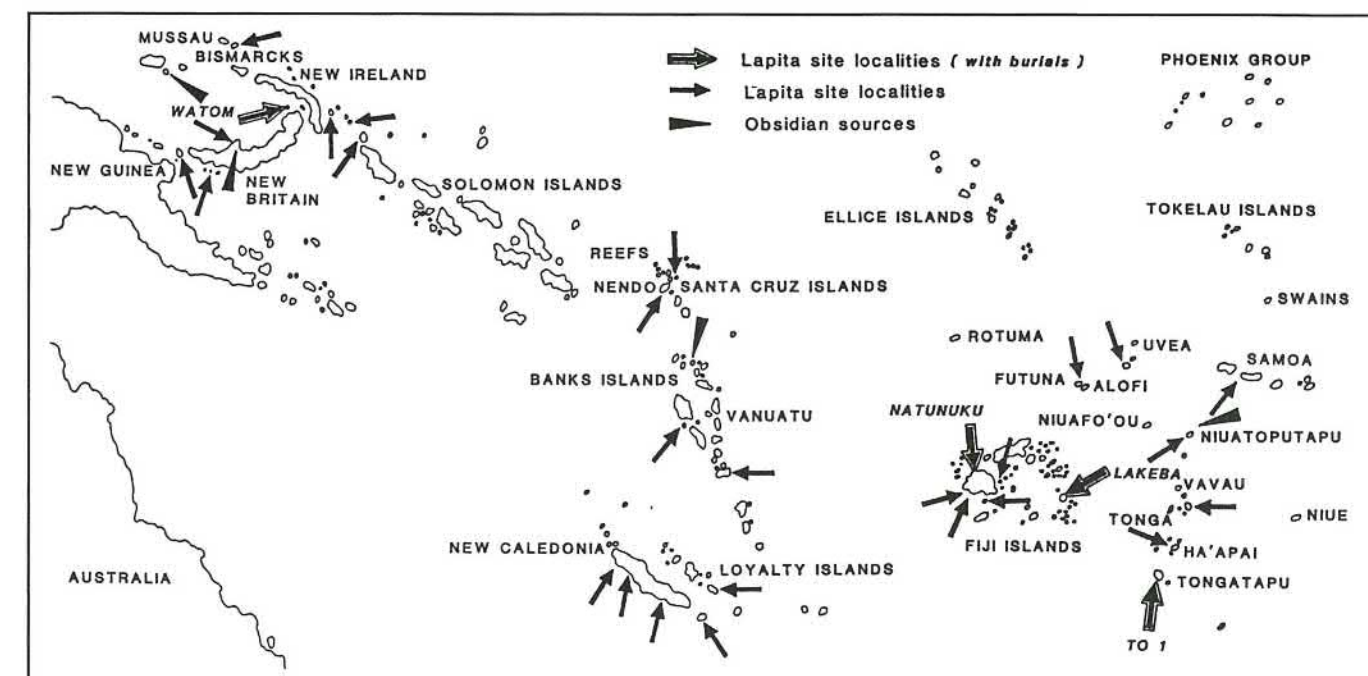 MUSSAU
BISMARCKS
NEW IRELAND
WATOM
NEW GUINEA
NEW
BRITAIN
SOLOMON ISLANDS
Lapita site localities ( with burials )
Lapita site localities
Obsidian sources
PHOENIX GROUP
ELLICE ISLANDS
TOKELAU ISLANDS
REEFS
NENDO
SANTA CRUZ ISLANDS
SWAINS
ROTUMA
UVEA
SAMOA
BANKS ISLANDS
FUTUNA
ALOFI
VANUATU
NATUNUKU
NIUAFO'OU
NIUATOPUTAPU
LAKEBA
VAVAU
TONGA
NIUE
NEW CALEDONIA
LOYALTY ISLANDS
FIJI ISLANDS
HA'APAI
AUSTRALIA
TONGATAPU
TO 1